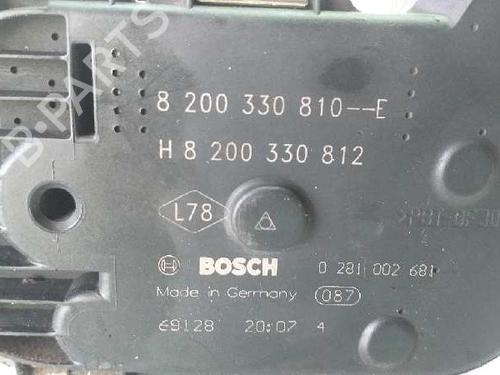 8 200 330 810--E
H 8 200 330 812
L78
BOSCH 0 281 002 681
Made in Germany 087
69128 20:07 4
B-PARTS